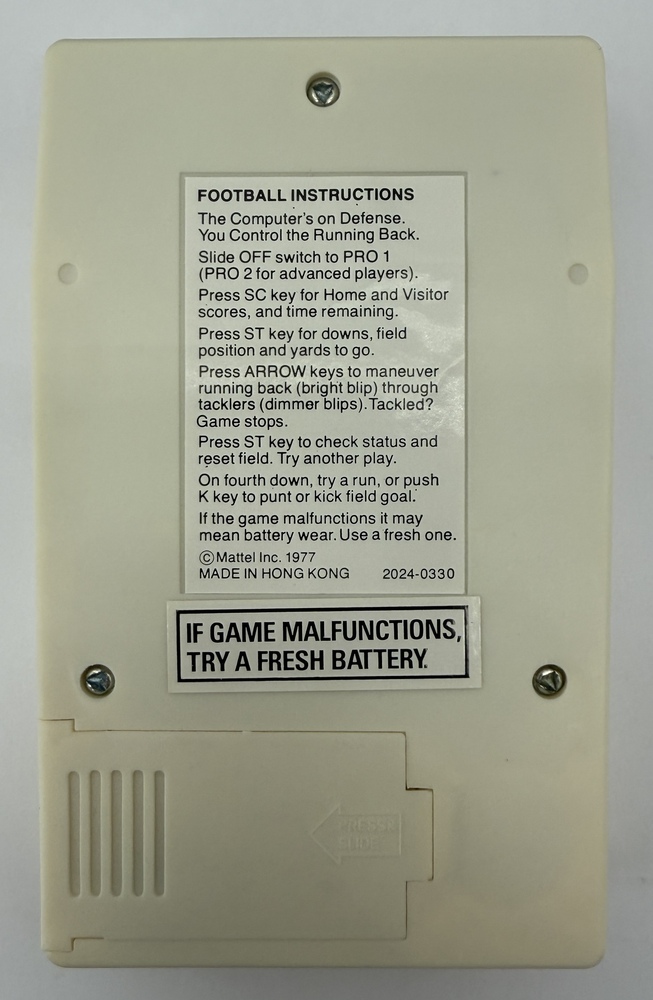 FOOTBALL INSTRUCTIONS
The Computer's on Defense.
You Control the Running Back.
Slide OFF switch to PRO 1
(PRO 2 for advanced players).
Press SC key for Home and Visitor
scores, and time remaining.
Press ST key for downs, field
position and yards to go.
Press ARROW keys to maneuver
running back (bright blip) through
tacklers (dimmer blips). Tackled?
Game stops.
Press ST key to check status and
reset field. Try another play.
On fourth down, try a run, or push
K key to punt or kick field goal.
If the game malfunctions it may
mean battery wear. Use a fresh one.
©Mattel Inc. 1977
MADE IN HONG KONG 2024-0330
IF GAME MALFUNCTIONS,
TRY A FRESH BATTERY.
PRESS &
SLIDE